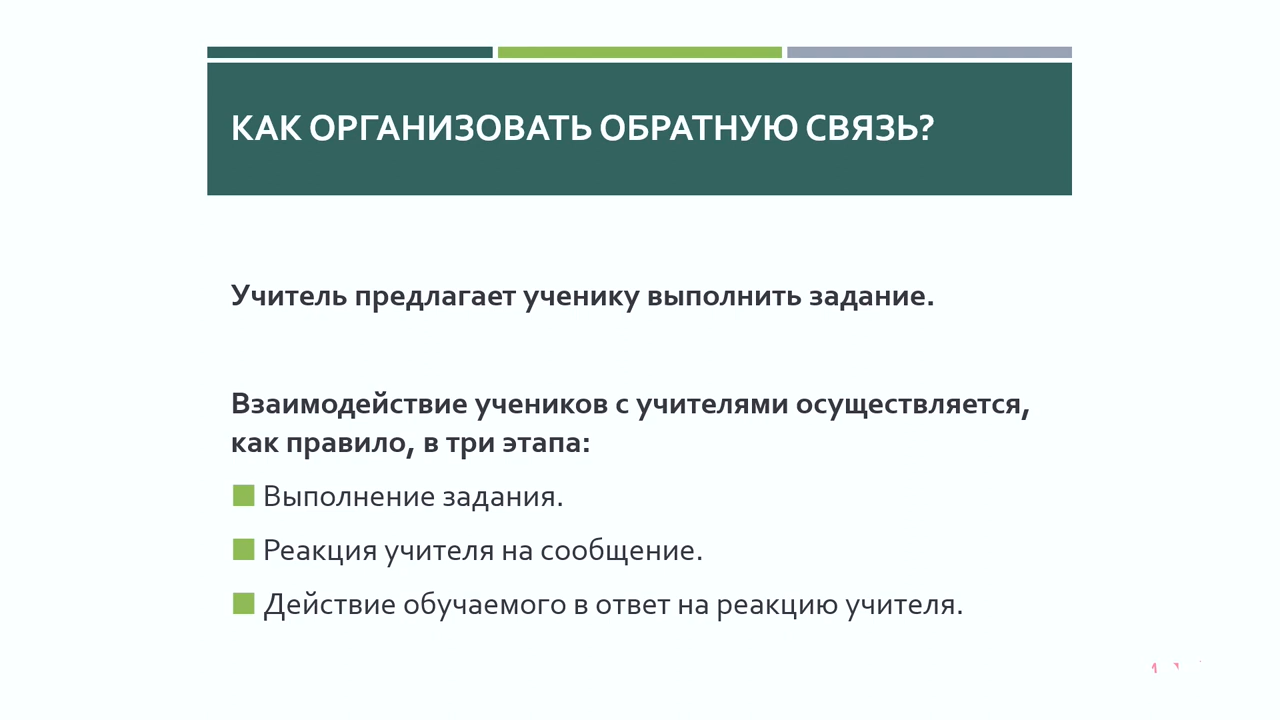 КАК ОРГАНИЗОВАТЬ ОБРАТНУЮ СВЯЗЬ?
Учитель предлагает ученику выполнить задание.
Взаимодействие учеников с учителями осуществляется,
как правило, в три этапа:
Выполнение задания.
Реакция учителя на сообщение.
Действие обучаемого в ответ на реакцию учителя.